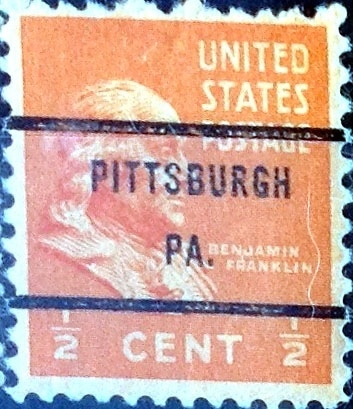 UNITED
STATES
POSTAGE
PITTSBURGH
PA.
BENJAMIN
FRANKLIN
1/2 CENT 1/2